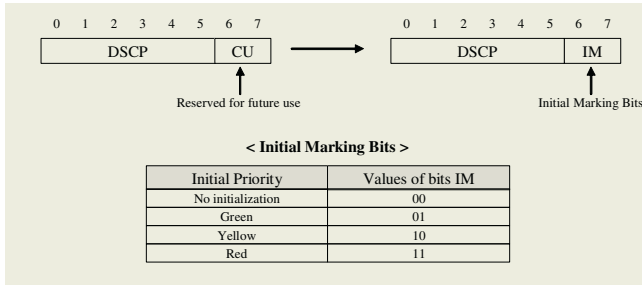 0 1 2 3 4 5 6 7 0 1 2 3 4 5 6 7
DSCP CU DSCP IM
Reserved for future use Initial Marking Bits
< Initial Marking Bits >
Initial Priority Values of bits IM
No initialization 00
Green 01
Yellow 10
Red 11